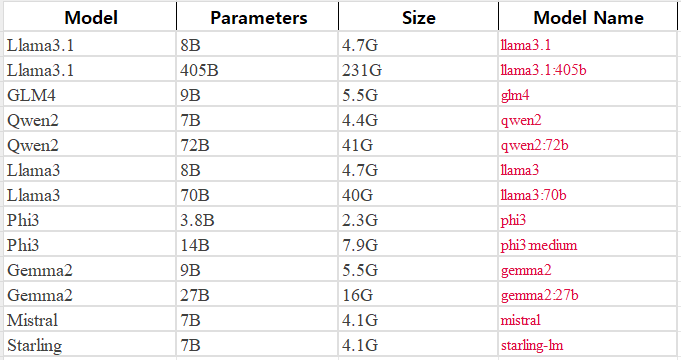 Model Parameters Size Model Name
Llama3.1 8B 4.7G llama3.1
Llama3.1 405B 231G llama3.1:405b
GLM4 9B 5.5G glm4
Qwen2 7B 4.4G qwen2
Qwen2 72B 41G qwen2:72b
Llama3 8B 4.7G llama3
Llama3 70B 40G llama3:70b
Phi3 3.8B 2.3G phi3
Phi3 14B 7.9G phi3:medium
Gemma2 9B 5.5G gemma2
Gemma2 27B 16G gemma2:27b
Mistral 7B 4.1G mistral
Starling 7B 4.1G starling-lm